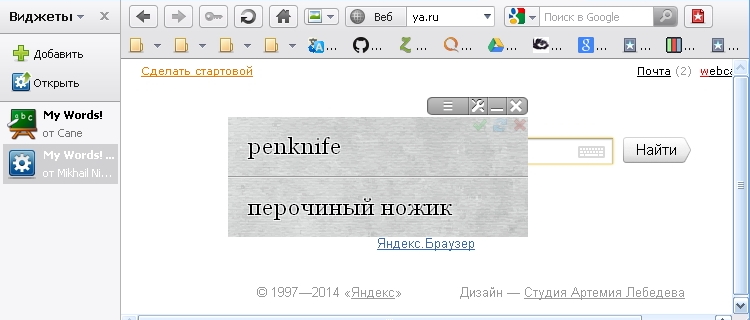 Виджеты
Добавить
Открыть
My Words!
от Cane
My Words! ...
от Mikhail Ni...
Веб
ya.ru
Поиск в Google
Сделать стартовой
Почта (2)
webca
penknife
перочиный ножик
Найти
Яндекс.Браузер
© 1997—2014 «Яндекс»
Дизайн — Студия Артемия Лебедева